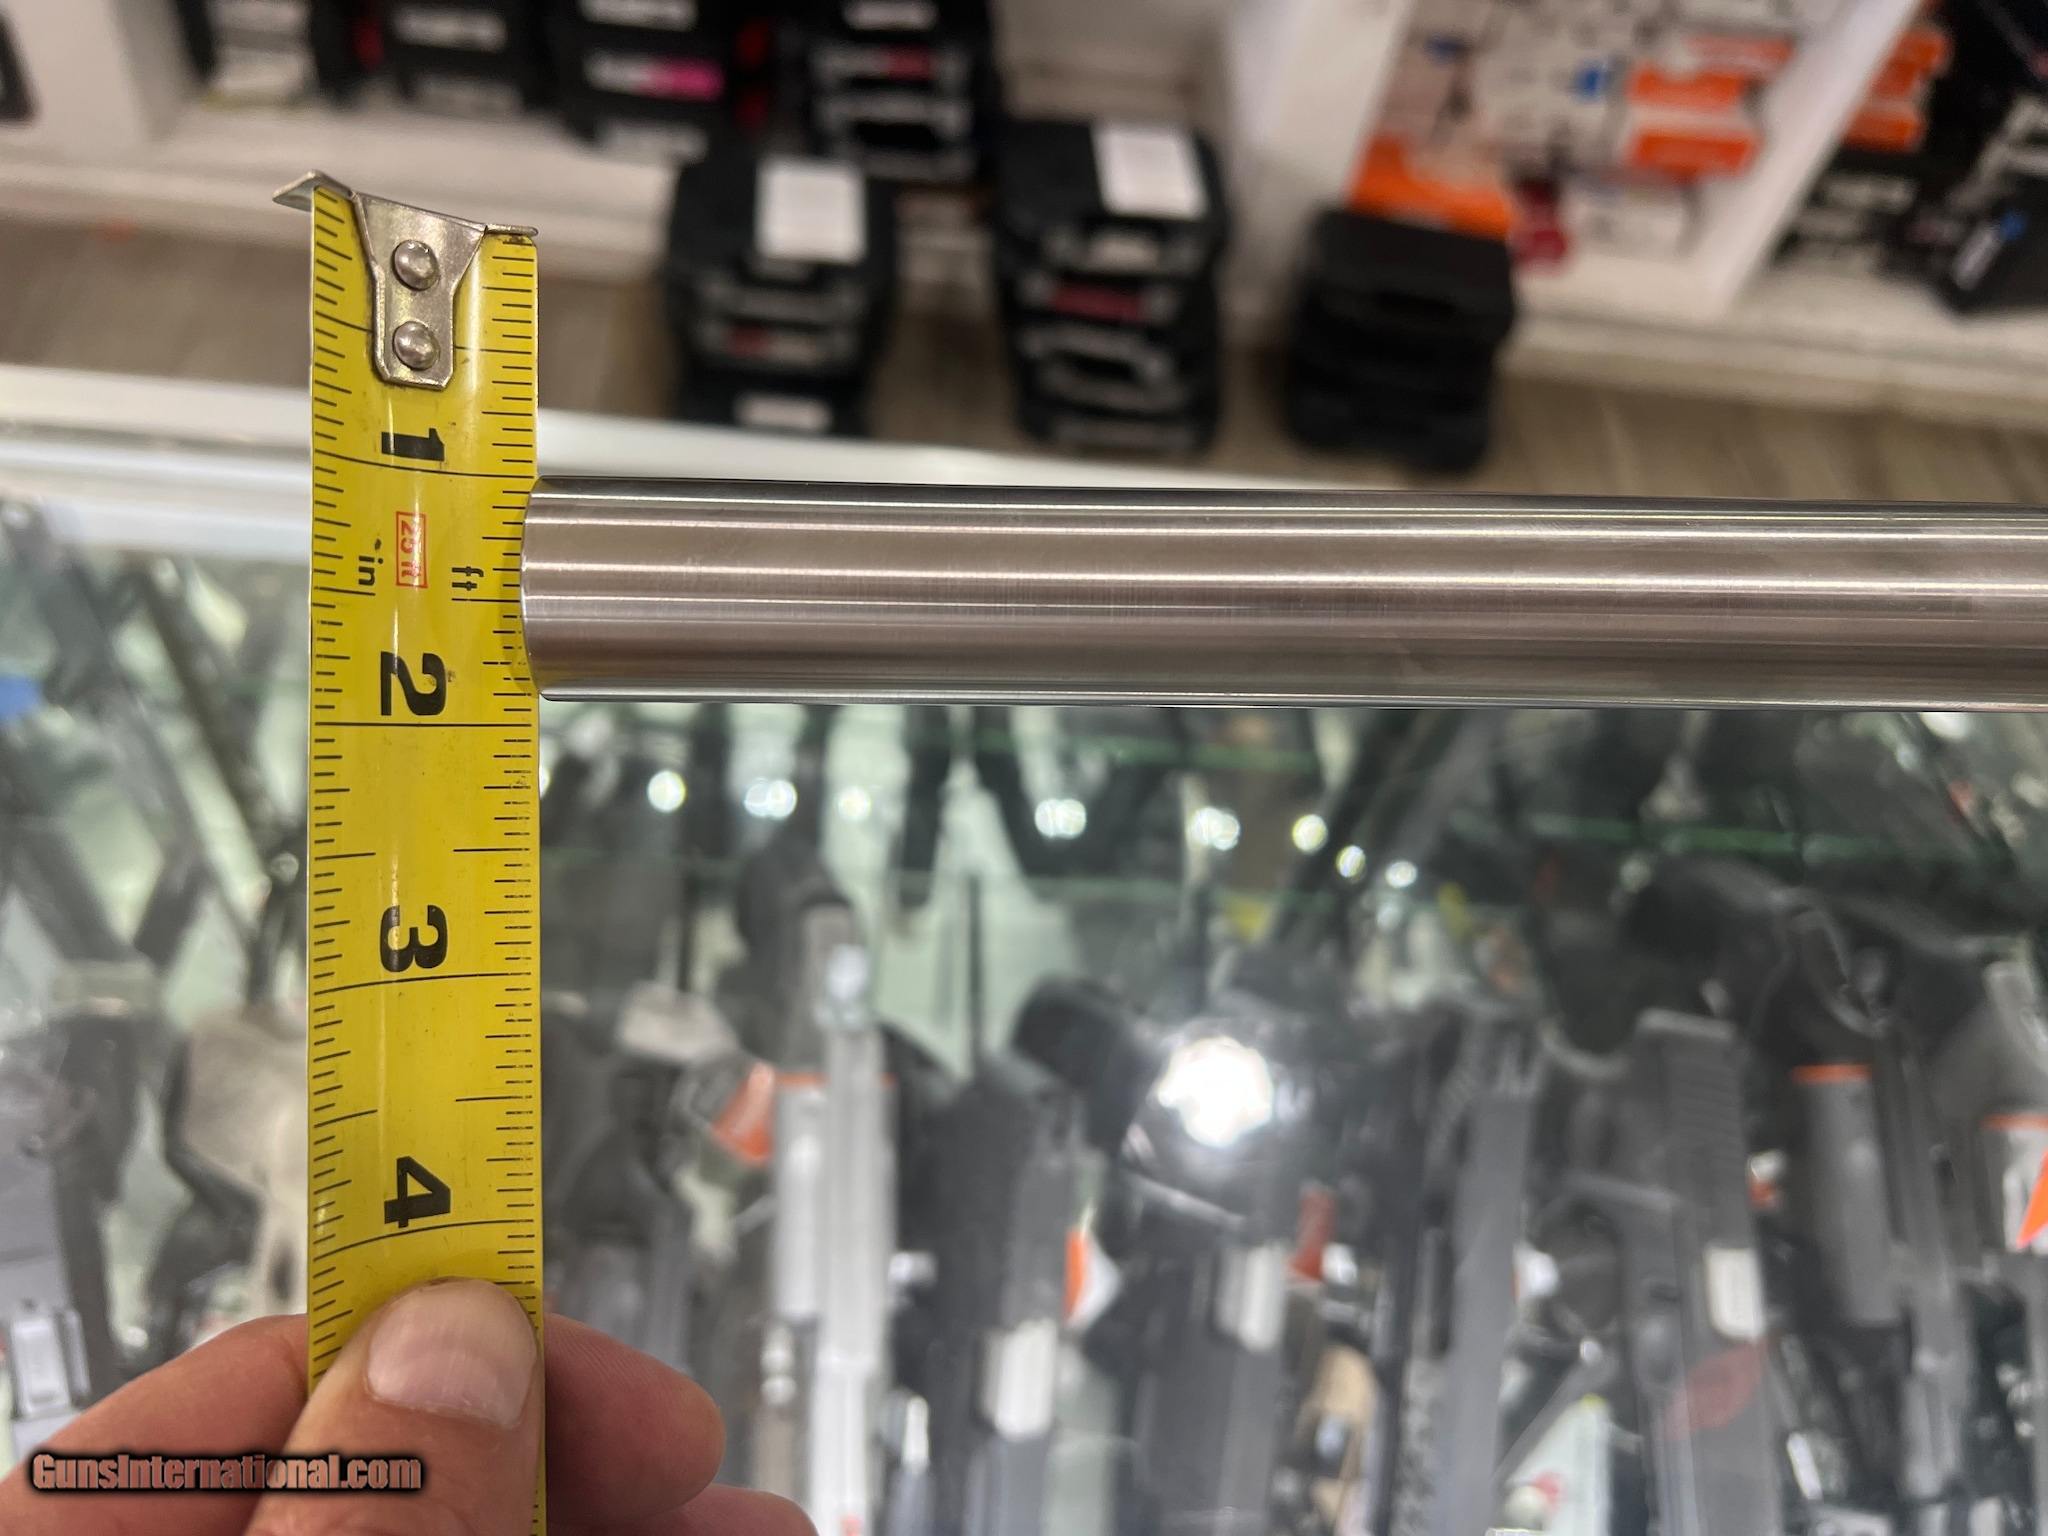 1
25 ft
in
ft
2
3
4
GunsInternational.com